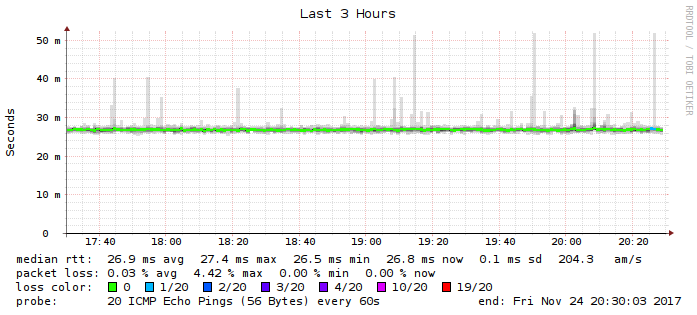 Last 3 Hours
RRDTOOL / TOBI OETIKER
Seconds
50 m
40 m
30 m
20 m
10 m
0
17:40 18:00 18:20 18:40 19:00 19:20 19:40 20:00 20:20
median rtt: 26.9 ms avg 27.4 ms max 26.5 ms min 26.8 ms now 0.1 ms sd 204.3 am/s
packet loss: 0.03 % avg 4.42 % max 0.00 % min 0.00 % now
loss color: 0 1/20 2/20 3/20 4/20 10/20 19/20
probe: 20 ICMP Echo Pings (56 Bytes) every 60s end: Fri Nov 24 20:30:03 2017